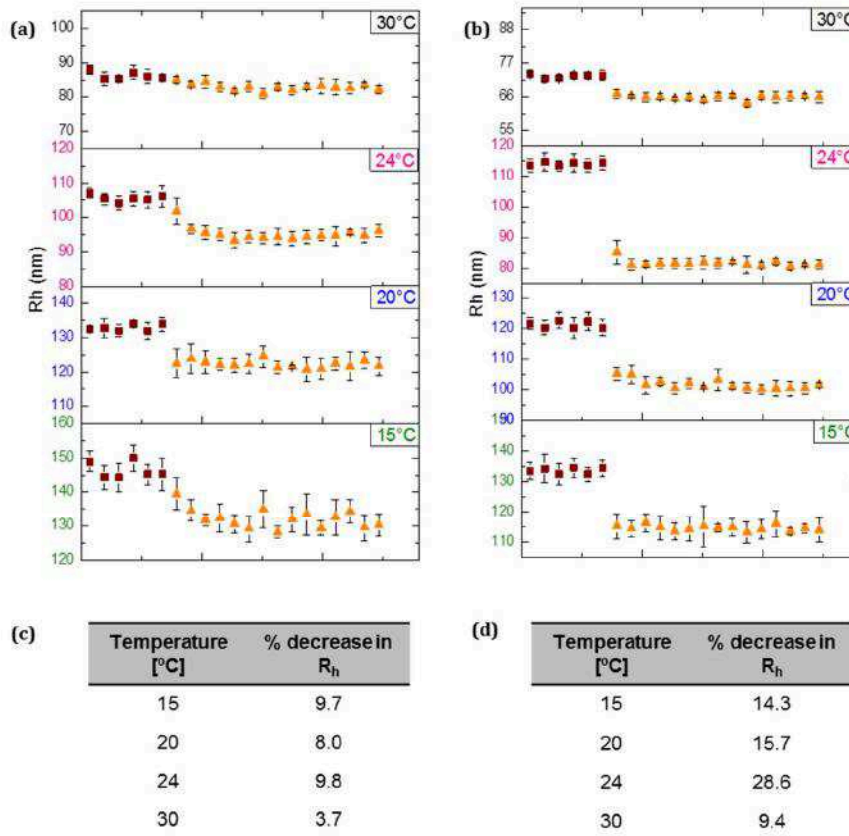 (a)
30°C
100
90
80
70
120
24°C
110
100
90
80
Rh (nm)
20°C
140
130
120
110
160
15°C
150
140
130
120
(b)
30°C
88
77
66
55
120
24°C
110
100
90
80
Rh (nm)
20°C
120
110
100
90
15°C
140
130
120
110
(c)
Temperature % decrease in
[°C] Rₕ
15 9.7
20 8.0
24 9.8
30 3.7
(d)
Temperature % decrease in
[°C] Rₕ
15 14.3
20 15.7
24 28.6
30 9.4